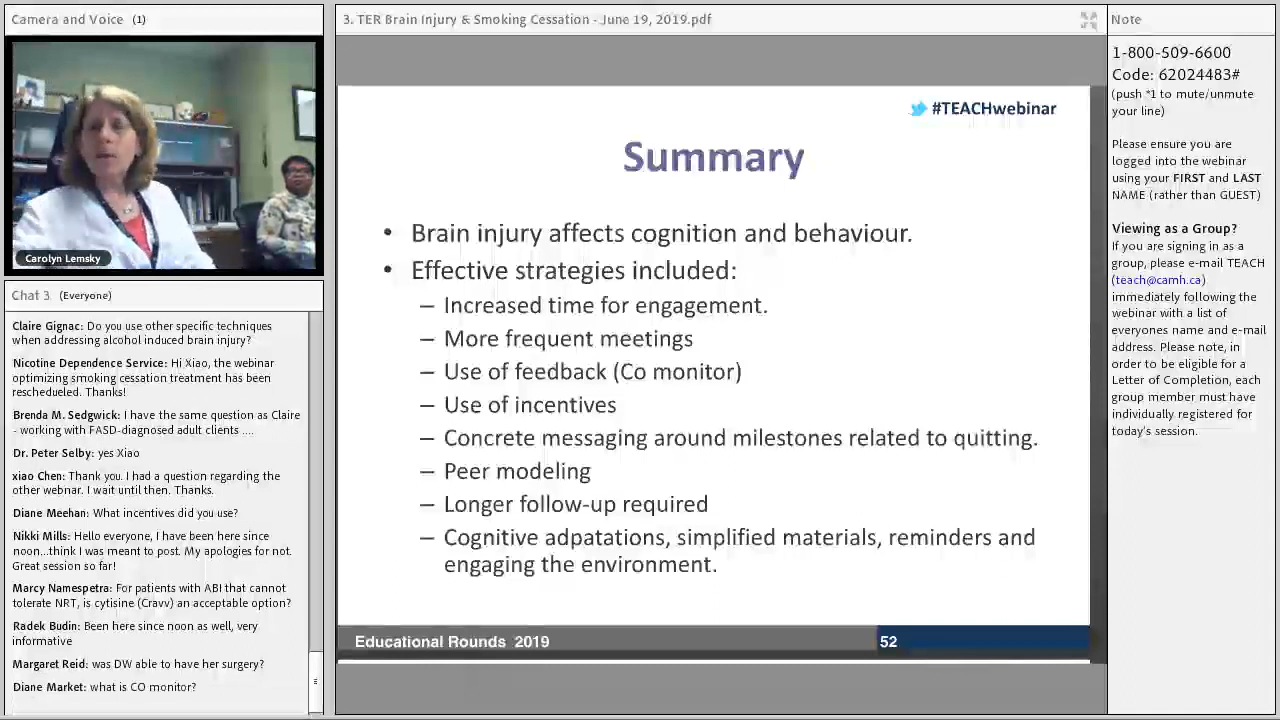 Camera and Voice (1)
Carolyn Lemsky
Chat 3 (Everyone)
Claire Gignac: Do you use other specific techniques
when addressing alcohol induced brain injury?
Nicotine Dependence Service: Hi Xiao, the webinar
optimizing smoking cessation treatment has been
reschedueled. Thanks!
Brenda M. Sedgwick: I have the same question as Claire
- working with FASD-diagnosed adult clients ....
Dr. Peter Selby: yes Xiao
xiao Chen: Thank you. I had a question regarding the
other webnar. I wait until then. Thanks.
Diane Meehan: What incentives did you use?
Nikki Mills: Hello everyone, I have been here since
noon...think I was meant to post. My apologies for not.
Great session so far!
Marcy Namespetra: For patients with ABI that cannot
tolerate NRT, is cytisine (Cravv) an acceptable option?
Radek Budin: Been here since noon as well, very
informative
Margaret Reid: was DW able to have her surgery?
Diane Market: what is CO monitor?
3. TER Brain Injury & Smoking Cessation - June 19, 2019.pdf
#TEACHwebinar
Summary
• Brain injury affects cognition and behaviour.
• Effective strategies included:
– Increased time for engagement.
– More frequent meetings
– Use of feedback (Co monitor)
– Use of incentives
– Concrete messaging around milestones related to quitting.
– Peer modeling
– Longer follow-up required
– Cognitive adpatations, simplified materials, reminders and
engaging the environment.
Educational Rounds 2019
52
Note
1-800-509-6600
Code: 62024483#
(push *1 to mute/unmute
your line)
Please ensure you are
logged into the webinar
using your FIRST and LAST
NAME (rather than GUEST)
Viewing as a Group?
If you are signing in as a
group, please e-mail TEACH
(teach@camh.ca)
immediately following the
webinar with a list of
everyones name and e-mail
address. Please note, in
order to be eligible for a
Letter of Completion, each
group member must have
individually registered for
today's session.